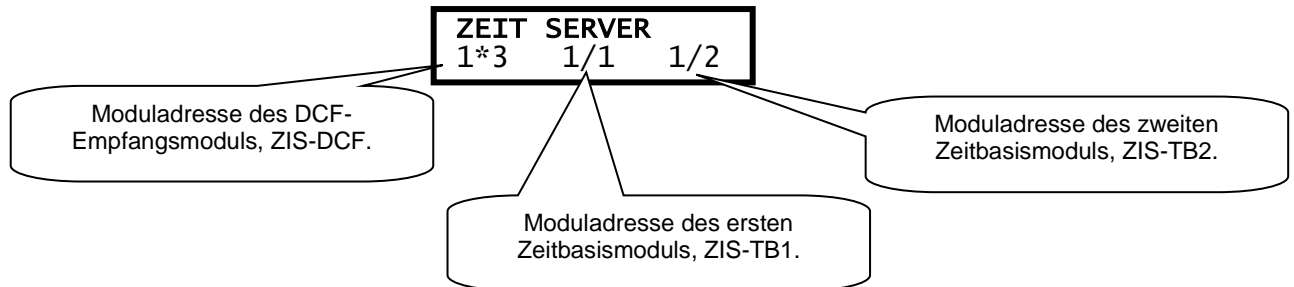 ZEIT SERVER
1*3 1/1 1/2
Moduladresse des DCF-
Empfangsmoduls, ZIS-DCF.
Moduladresse des zweiten
Zeitbasismoduls, ZIS-TB2.
Moduladresse des ersten
Zeitbasismoduls, ZIS-TB1.